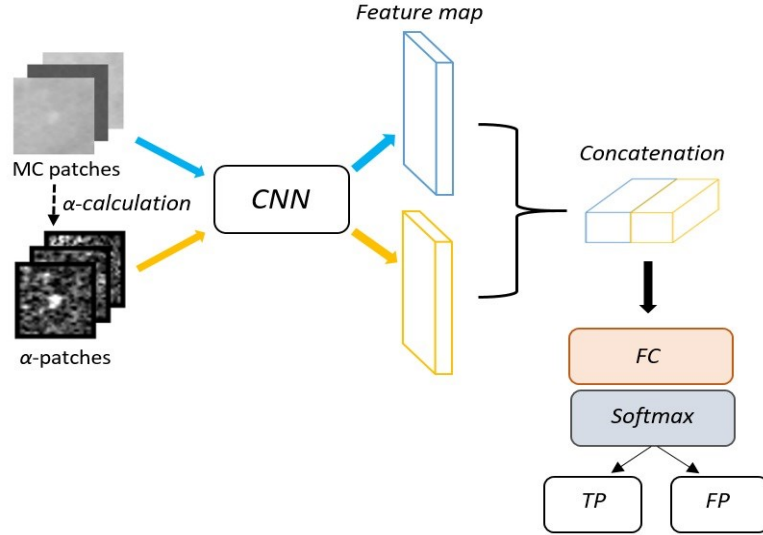 Feature map
MC patches
α-calculation
CNN
Concatenation
α-patches
FC
Softmax
TP
FP